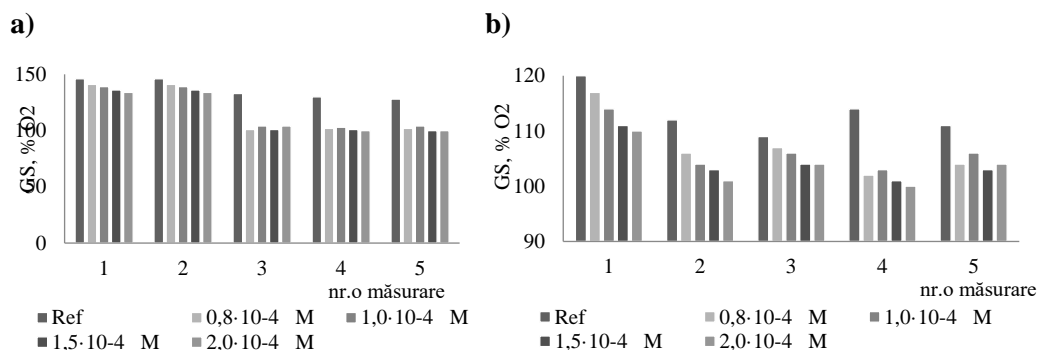 a)
150
100
50
0
GS, % O2
1 2 3 4 5
nr.o măsurare
Ref 0,8·10-4 M 1,0·10-4 M
1,5·10-4 M 2,0·10-4 M
b)
120
110
100
90
GS, % O2
1 2 3 4 5
nr.o măsurare
Ref 0,8·10-4 M 1,0·10-4 M
1,5·10-4 M 2,0·10-4 M